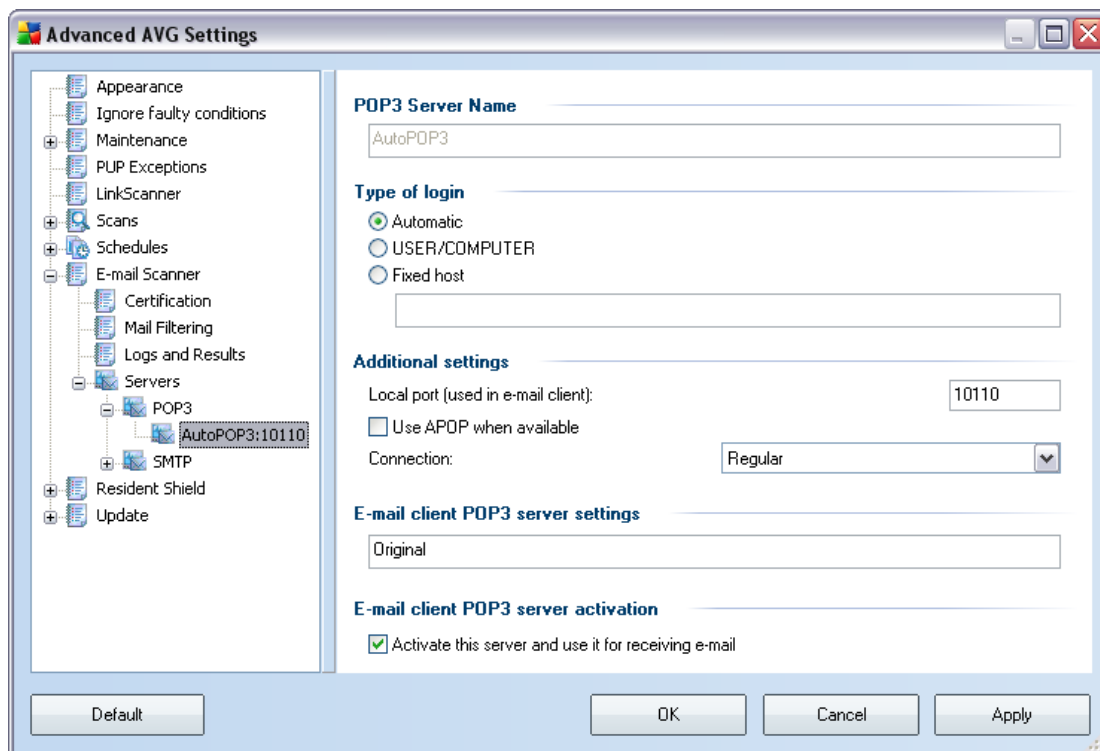 Advanced AVG Settings
Appearance
Ignore faulty conditions
Maintenance
PUP Exceptions
LinkScanner
Scans
Schedules
E-mail Scanner
Certification
Mail Filtering
Logs and Results
Servers
POP3
AutoPOP3:10110
SMTP
Resident Shield
Update
POP3 Server Name
AutoPOP3
Type of login
Automatic
USER/COMPUTER
Fixed host
Additional settings
Local port (used in e-mail client): 10110
Use APOP when available
Connection: Regular
E-mail client POP3 server settings
Original
E-mail client POP3 server activation
Activate this server and use it for receiving e-mail
Default OK Cancel Apply